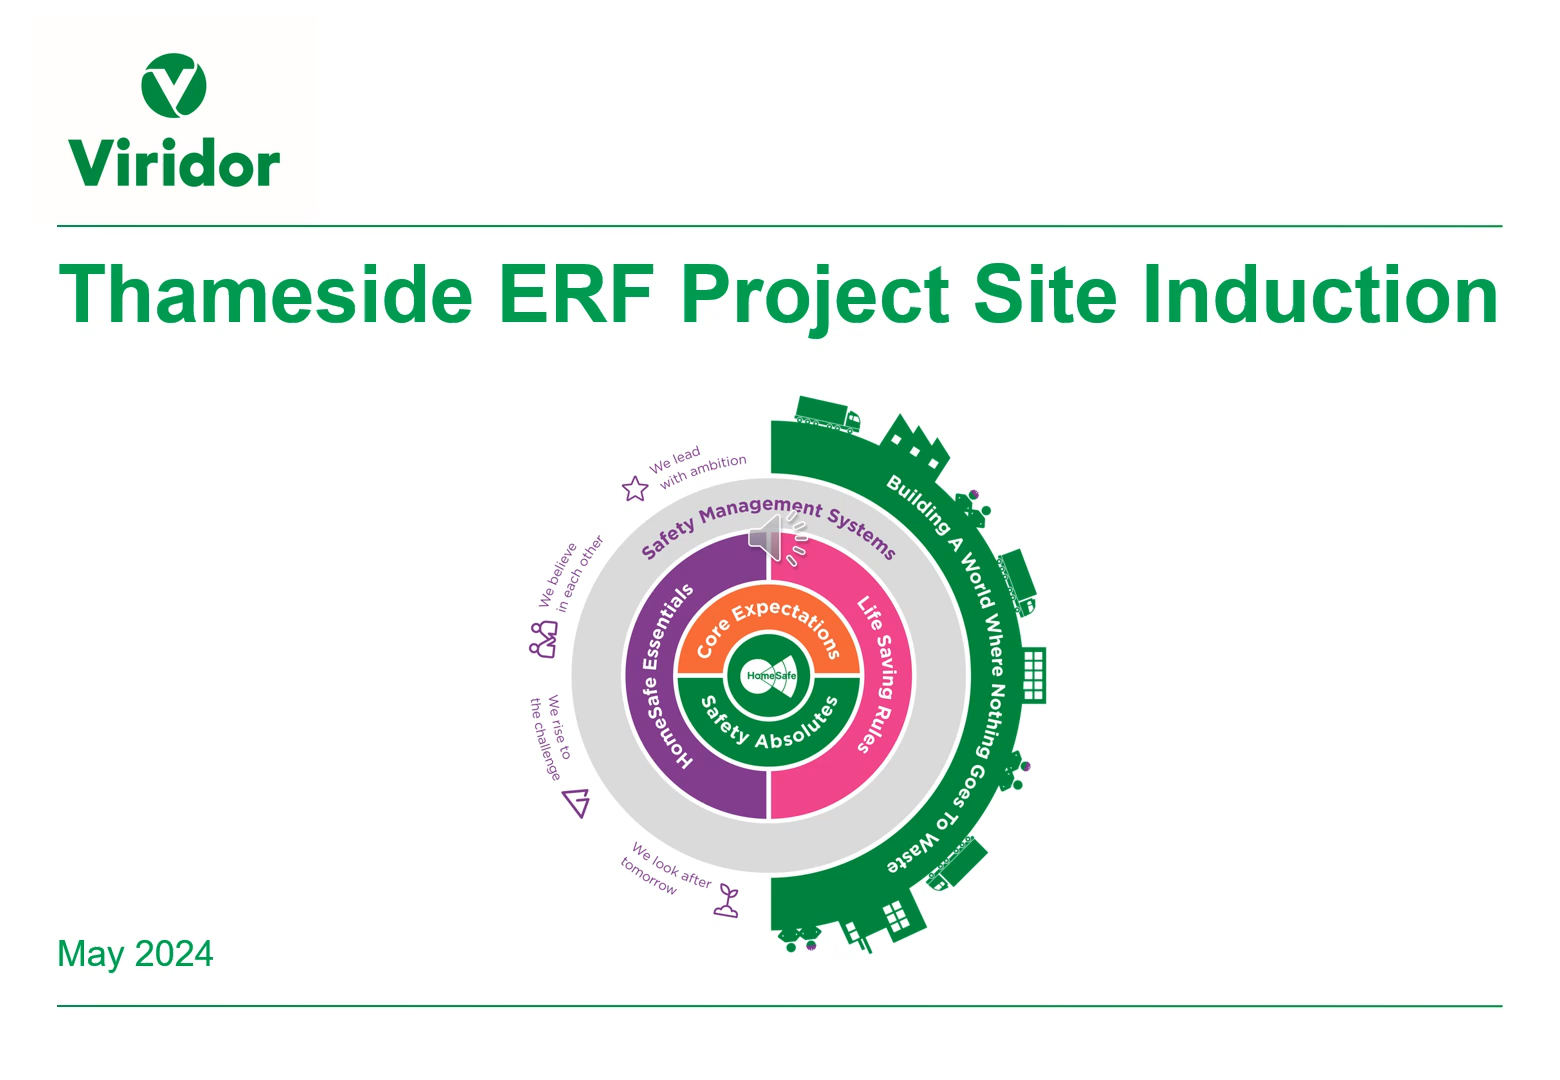 Viridor
Thameside ERF Project Site Induction
We lead
with ambition
We believe
in each other
We rise to
the challenge
We look after
tomorrow
Safety Management Systems
HomeSafe Essentials
Life Saving Rules
Core Expectations
Safety Absolutes
HomeSafe
Building A World Where Nothing Goes To Waste
May 2024